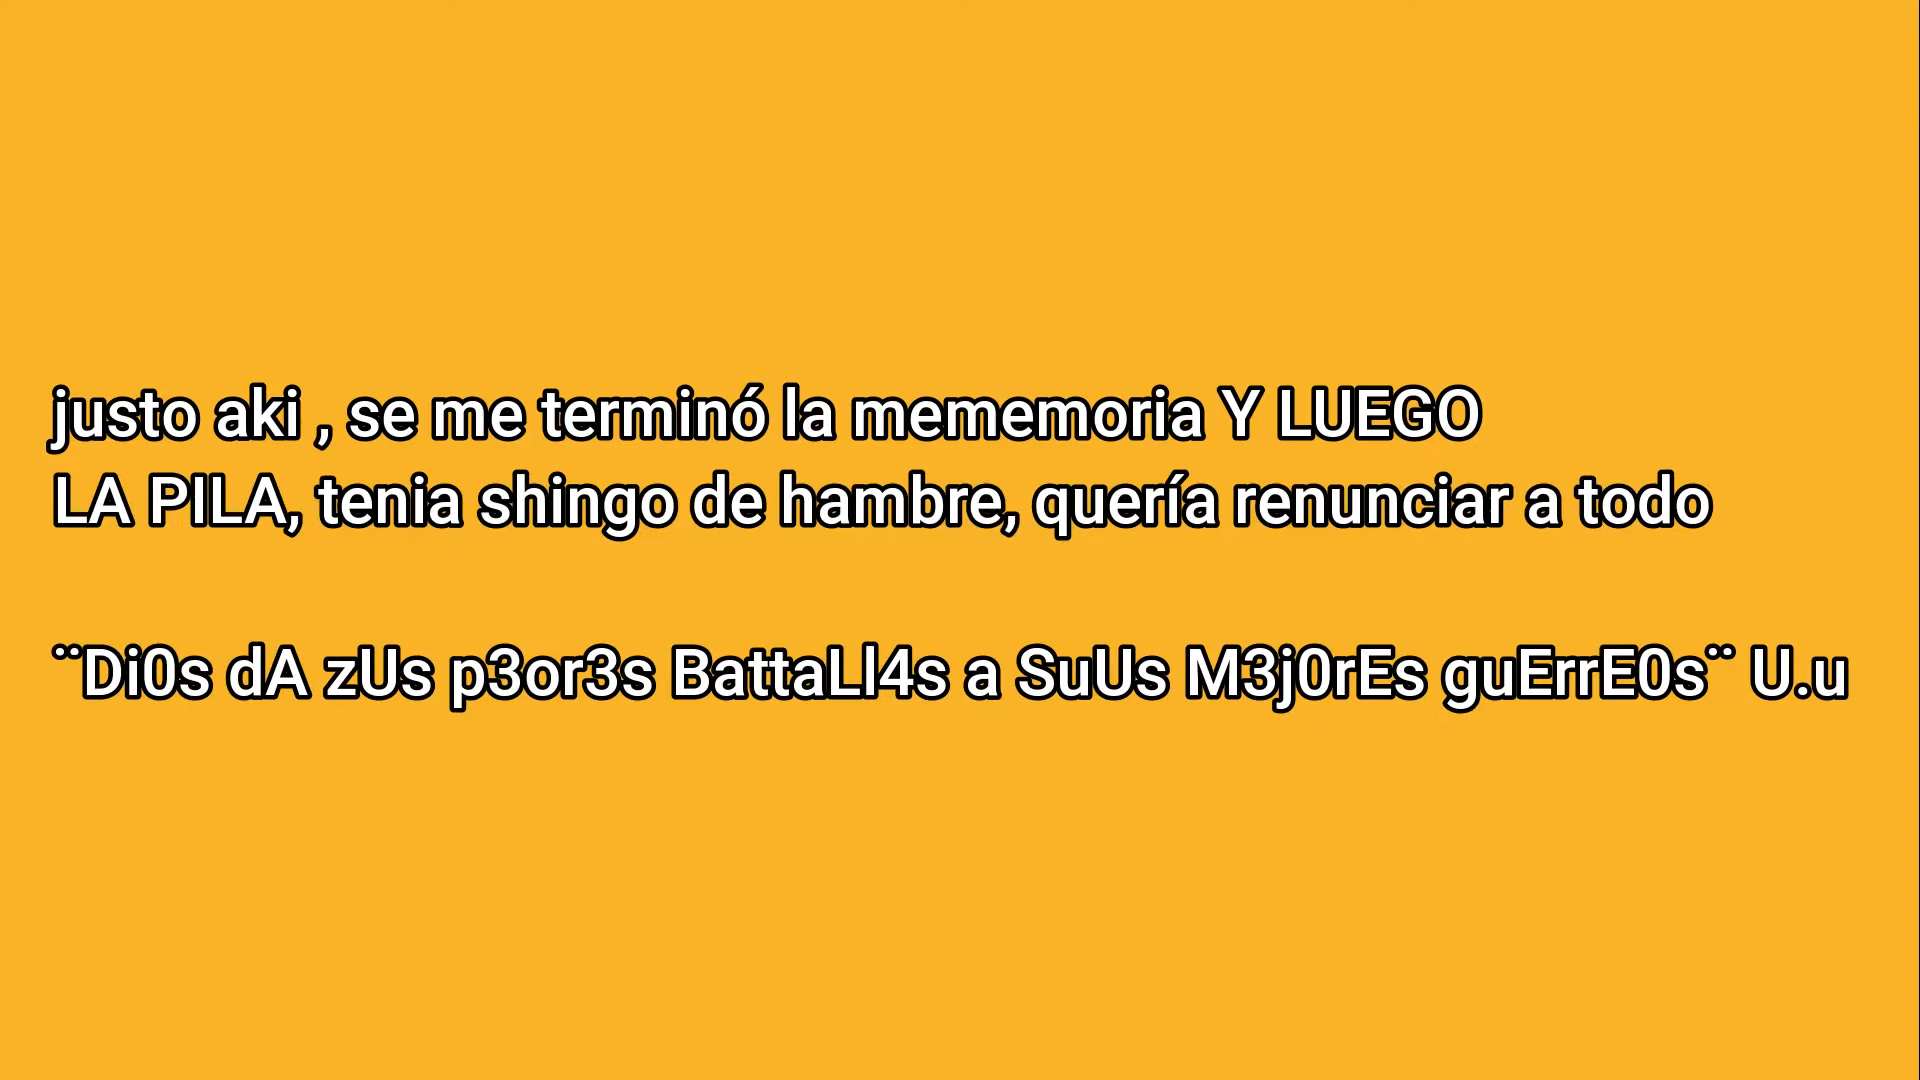 justo aki , se me terminó la mememoria Y LUEGO
LA PILA, tenia shingo de hambre, quería renunciar a todo
¨Di0s dA zUs p3or3s BattaLl4s a SuUs M3j0rEs guErrE0s¨ U.u